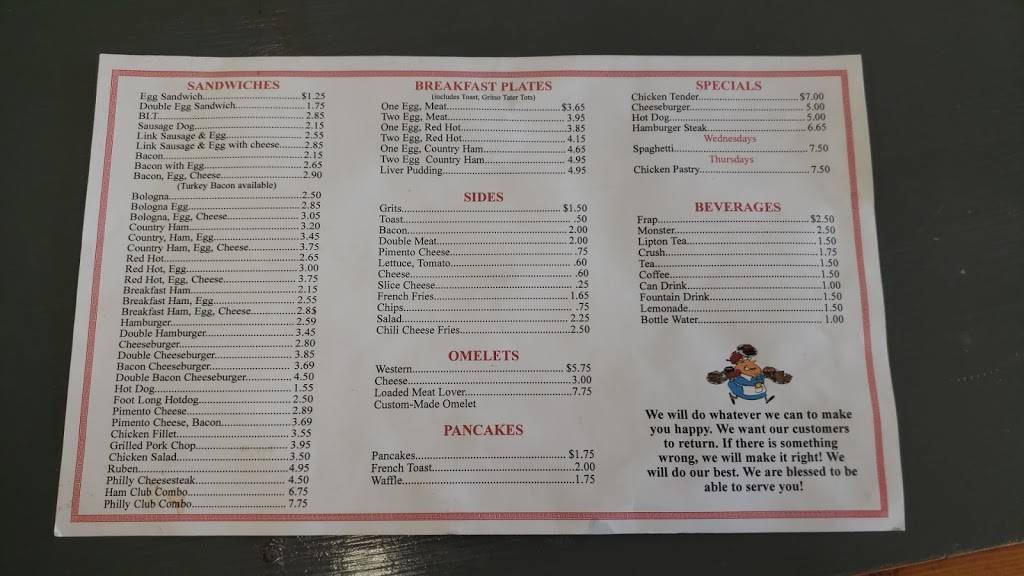 SANDWICHES
Egg Sandwich $1.25
Double Egg Sandwich 1.75
BLT 2.85
Sausage Dog 2.15
Link Sausage & Egg 2.55
Link Sausage & Egg with cheese 2.85
Bacon 2.15
Bacon with Egg 2.65
Bacon, Egg, Cheese 2.90
(Turkey Bacon available)
Bologna 2.50
Bologna Egg 2.85
Bologna, Egg, Cheese 3.05
Country Ham 3.20
Country, Ham, Egg 3.45
Country Ham, Egg, Cheese 3.75
Red Hot 2.65
Red Hot, Egg 3.00
Red Hot, Egg, Cheese 3.75
Breakfast Ham 2.15
Breakfast Ham, Egg 2.55
Breakfast Ham, Egg, Cheese 2.85
Hamburger 2.59
Double Hamburger 3.45
Cheeseburger 2.80
Double Cheeseburger 3.85
Bacon Cheeseburger 3.69
Double Bacon Cheeseburger 4.50
Hot Dog 1.55
Foot Long Hotdog 2.50
Pimento Cheese 2.89
Pimento Cheese, Bacon 3.69
Chicken Fillet 3.55
Grilled Pork Chop 3.95
Chicken Salad 3.50
Ruben 4.95
Philly Cheesesteak 4.50
Ham Club Combo 6.75
Philly Club Combo 7.75
BREAKFAST PLATES
(includes Toast, Gritso Tater Tots)
One Egg, Meat $3.65
Two Egg, Meat 3.95
One Egg, Red Hot 3.85
Two Egg, Red Hot 4.15
One Egg, Country Ham 4.65
Two Egg Country Ham 4.95
Liver Pudding 4.95
SIDES
Grits $1.50
Toast .50
Bacon 2.00
Double Meat 2.00
Pimento Cheese .75
Lettuce, Tomato .60
Cheese .60
Slice Cheese .25
French Fries 1.65
Chips .75
Salad 2.25
Chili Cheese Fries 2.50
OMELETS
Western $5.75
Cheese 3.00
Loaded Meat Lover 7.75
Custom-Made Omelet
PANCAKES
Pancakes $1.75
French Toast 2.00
Waffle 1.75
SPECIALS
Chicken Tender $7.00
Cheeseburger 5.00
Hot Dog 5.00
Hamburger Steak 6.65
Wednesdays
Spaghetti 7.50
Thursdays
Chicken Pastry 7.50
BEVERAGES
Frap $2.50
Monster 2.50
Lipton Tea 1.50
Crush 1.75
Tea 1.50
Coffee 1.50
Can Drink 1.00
Fountain Drink 1.50
Lemonade 1.50
Bottle Water 1.00
We will do whatever we can to make
you happy. We want our customers
to return. If there is something
wrong, we will make it right! We
will do our best. We are blessed to be
able to serve you!